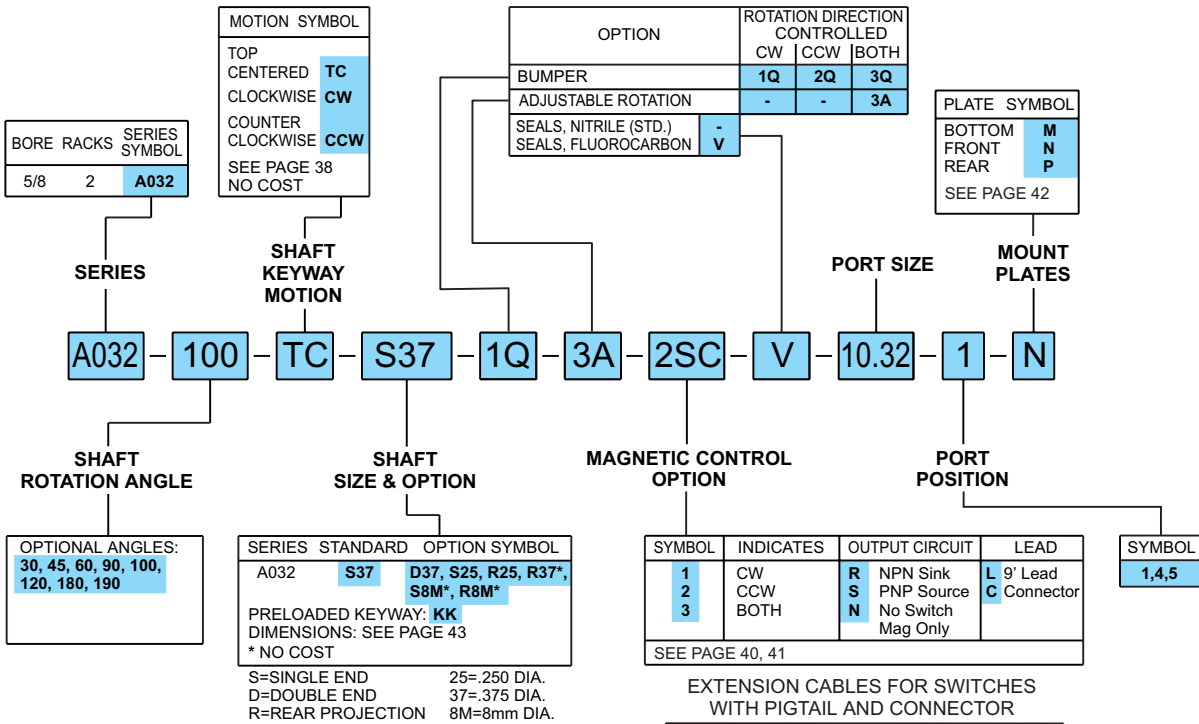 MOTION SYMBOL
TOP
CENTERED TC
CLOCKWISE CW
COUNTER
CLOCKWISE CCW
SEE PAGE 38
NO COST
OPTION
ROTATION DIRECTION
CONTROLLED
CW CCW BOTH
BUMPER 1Q 2Q 3Q
ADJUSTABLE ROTATION - - 3A
SEALS, NITRILE (STD.) -
SEALS, FLUOROCARBON V
PLATE SYMBOL
BOTTOM M
FRONT N
REAR P
SEE PAGE 42
BORE RACKS SERIES
SYMBOL
5/8 2 A032
SERIES
SHAFT
KEYWAY
MOTION
PORT SIZE
MOUNT
PLATES
A032 - 100 - TC - S37 - 1Q - 3A - 2SC - V - 10.32 - 1 - N
SHAFT
ROTATION ANGLE
SHAFT
SIZE & OPTION
MAGNETIC CONTROL
OPTION
PORT
POSITION
OPTIONAL ANGLES:
30, 45, 60, 90, 100,
120, 180, 190
SERIES STANDARD OPTION SYMBOL
A032 S37 D37, S25, R25, R37*,
S8M*, R8M*
PRELOADED KEYWAY: KK
DIMENSIONS: SEE PAGE 43
* NO COST
S=SINGLE END 25=.250 DIA.
D=DOUBLE END 37=.375 DIA.
R=REAR PROJECTION 8M=8mm DIA.
SYMBOL INDICATES OUTPUT CIRCUIT LEAD
1 CW R NPN Sink L 9' Lead
2 CCW S PNP Source C Connector
3 BOTH N No Switch
Mag Only
SEE PAGE 40, 41
SYMBOL
1,4,5
EXTENSION CABLES FOR SWITCHES
WITH PIGTAIL AND CONNECTOR